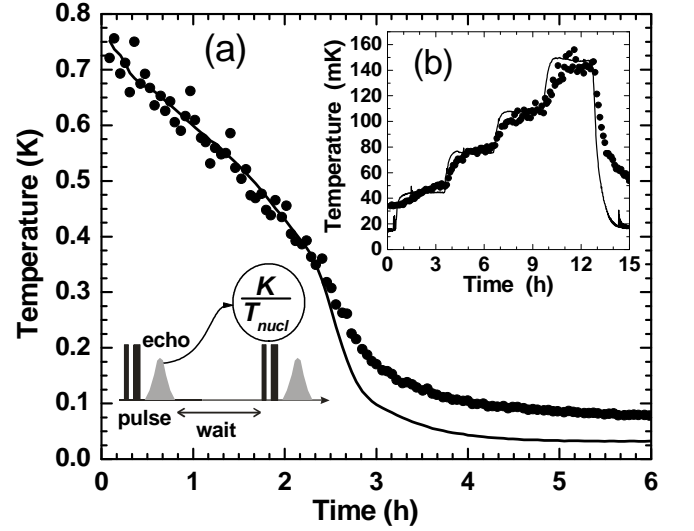 (a)
(b)
0.8
0.7
0.6
0.5
0.4
0.3
0.2
0.1
0.0
Temperature (K)
0 1 2 3 4 5 6
Time (h)
160
140
120
100
80
60
40
20
0
Temperature (mK)
0 3 6 9 12 15
Time (h)
K
T nucl
echo
pulse
wait